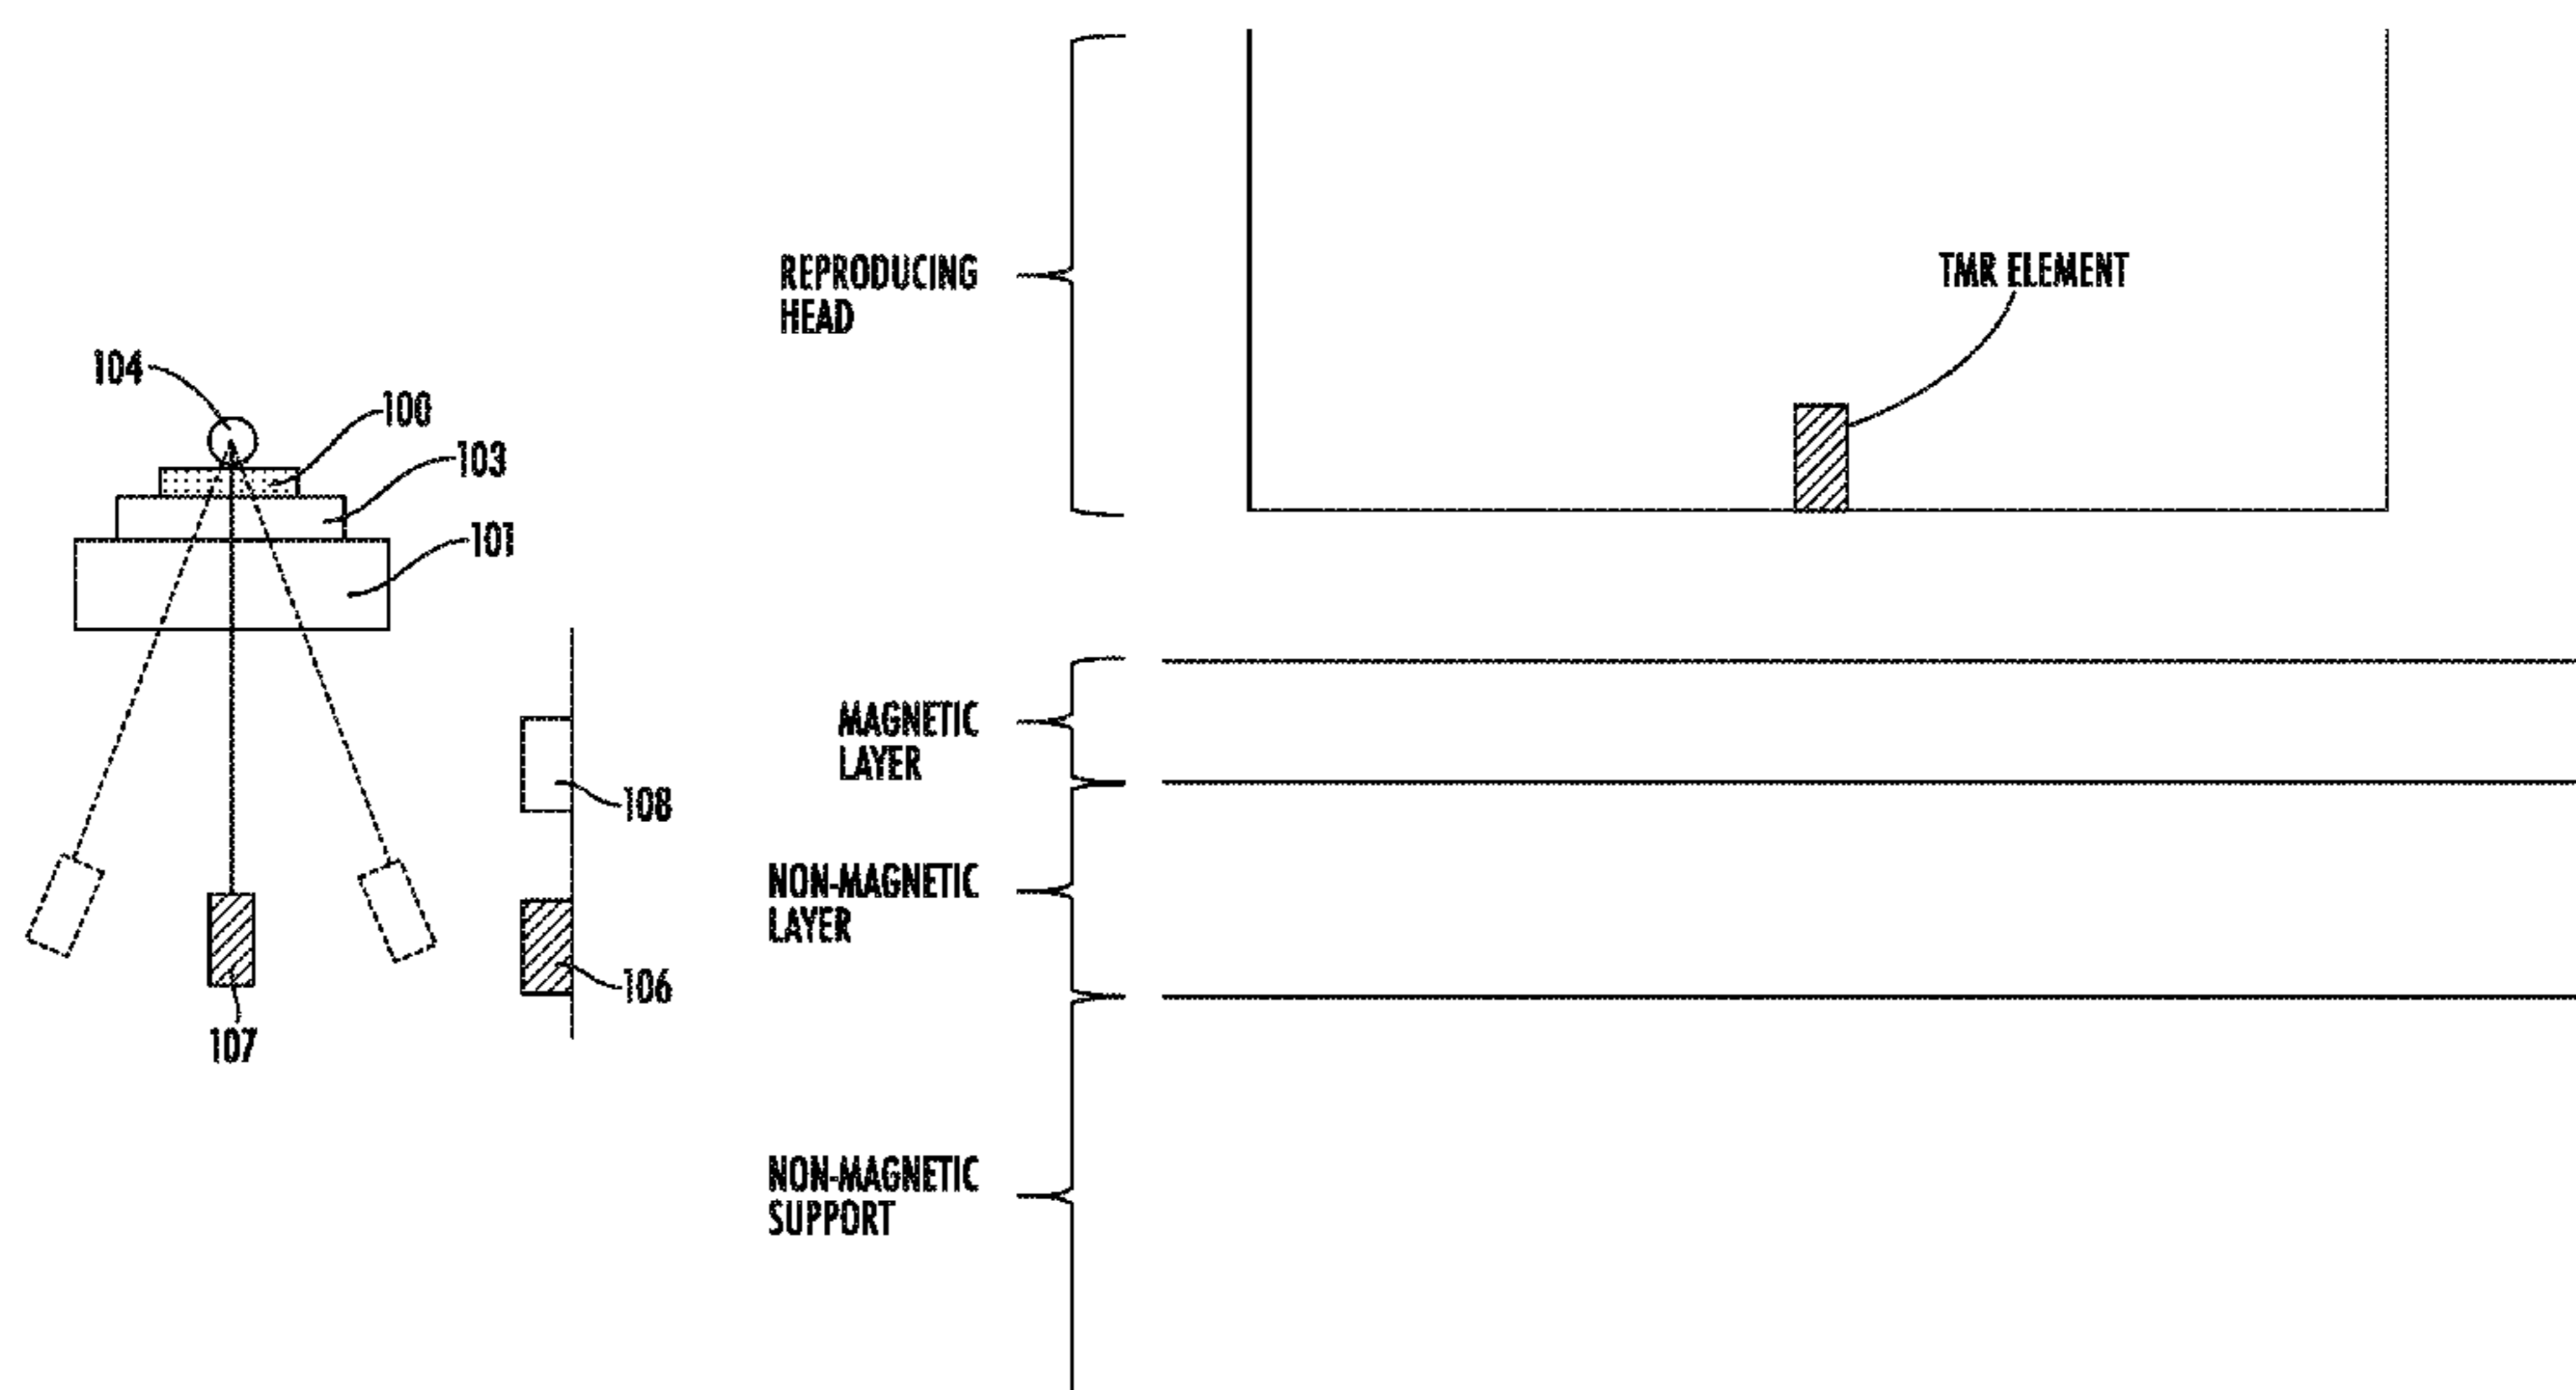 104
100
103
101
108
106
107
REPRODUCING
HEAD
TMR ELEMENT
MAGNETIC
LAYER
NON-MAGNETIC
LAYER
NON-MAGNETIC
SUPPORT